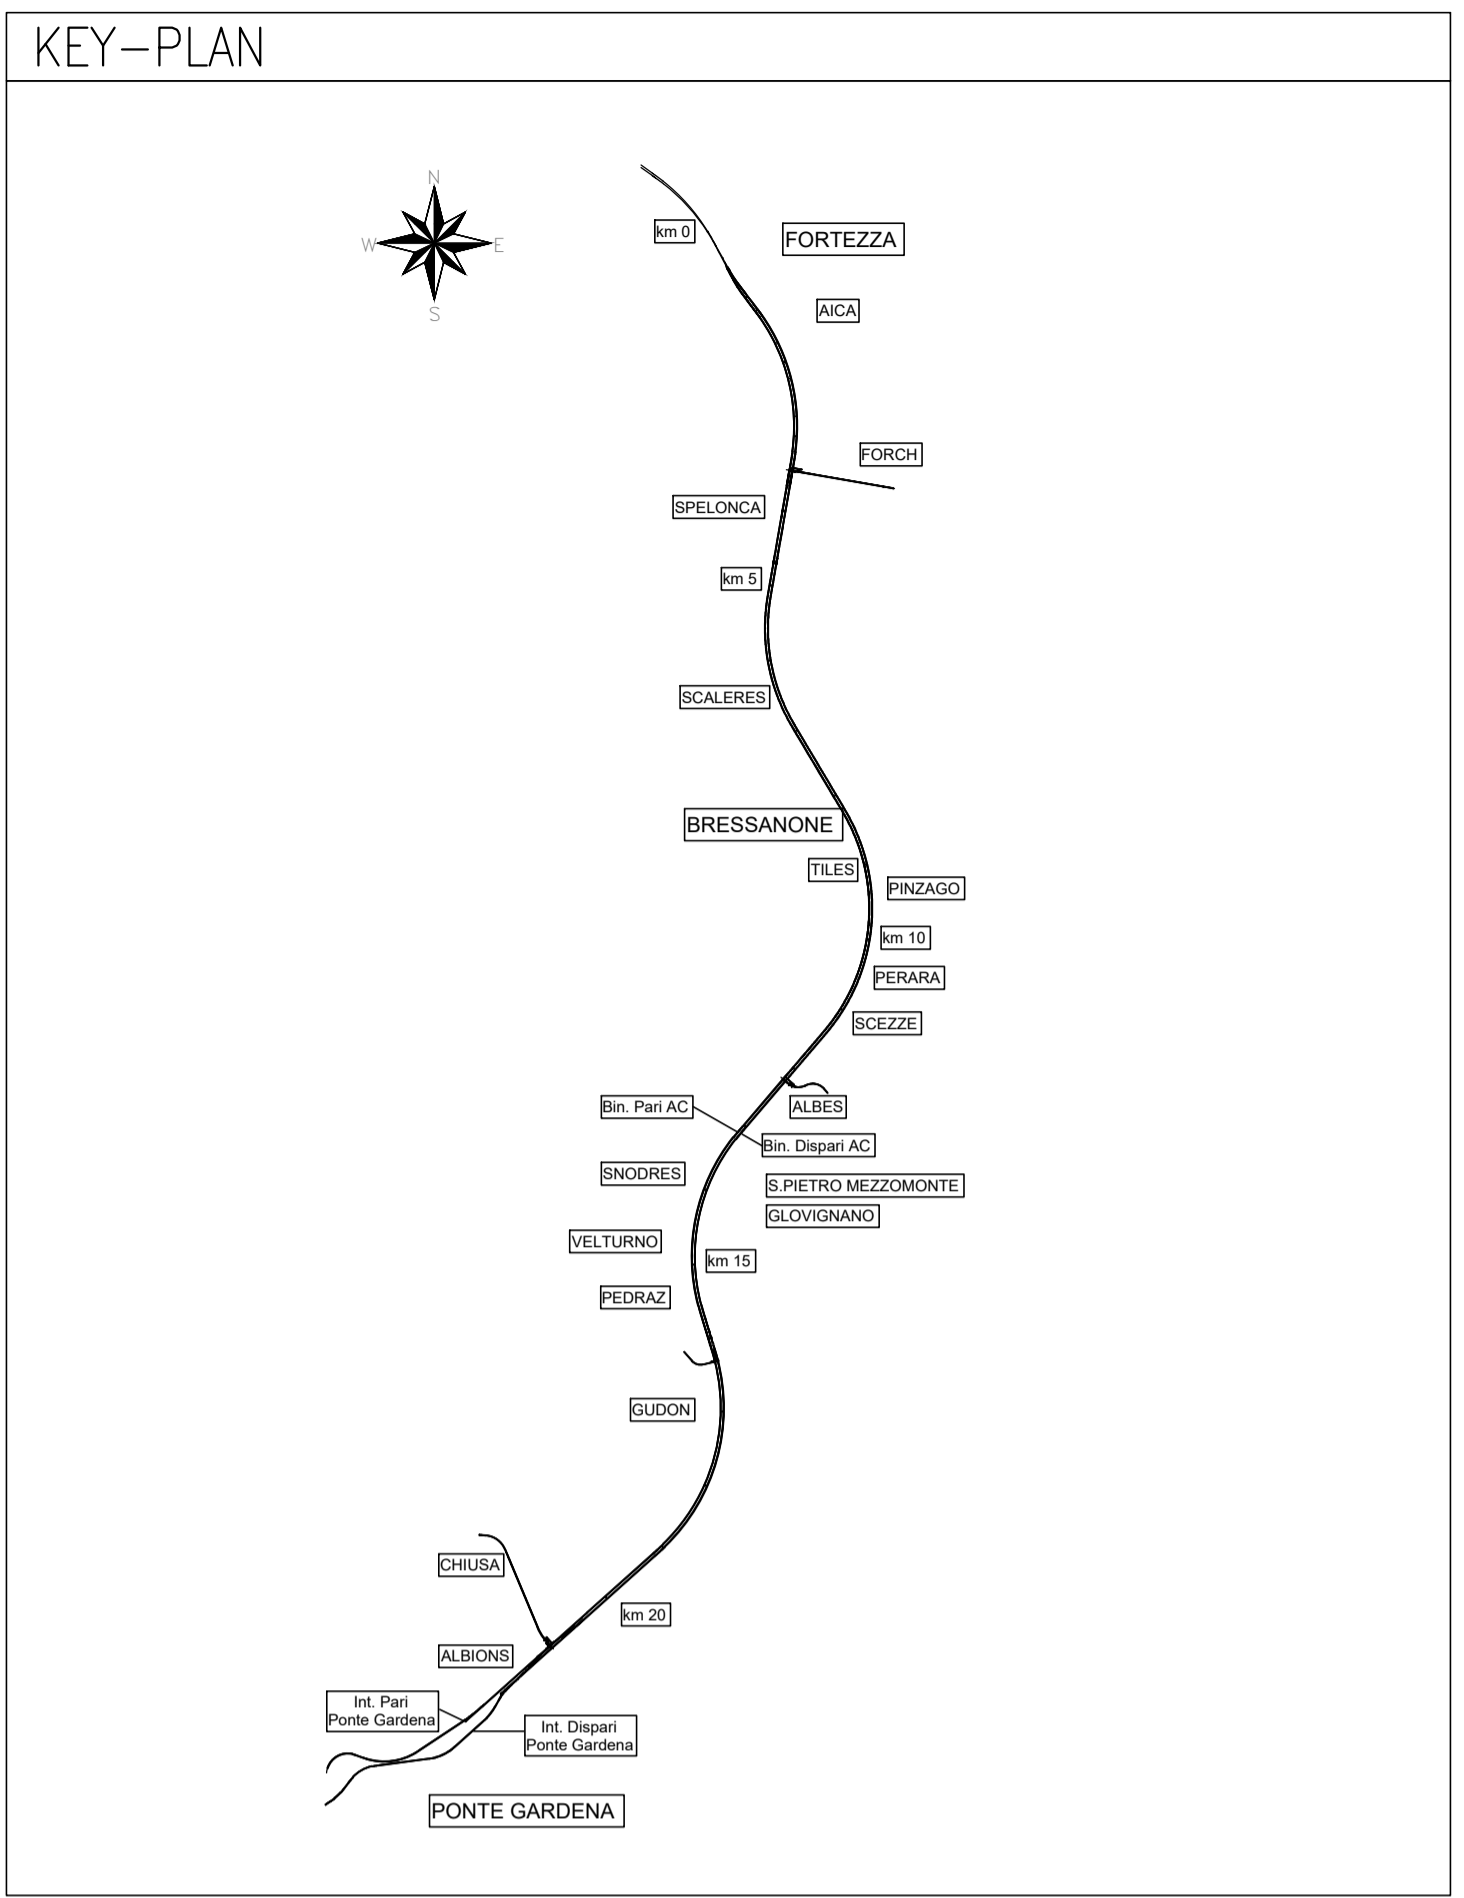 KEY-PLAN
N
W
E
S
km 0
FORTEZZA
AICA
FORCH
SPELONCA
km 5
SCALERES
BRESSANONE
TILES
PINZAGO
km 10
PERARA
SCEZZE
Bin. Pari AC
ALBES
Bin. Dispari AC
SNODRES
S.PIETRO MEZZOMONTE
GLOVIGNANO
VELTURNO
km 15
PEDRAZ
GUDON
CHIUSA
km 20
ALBIONS
Int. Pari
Ponte Gardena
Int. Dispari
Ponte Gardena
PONTE GARDENA